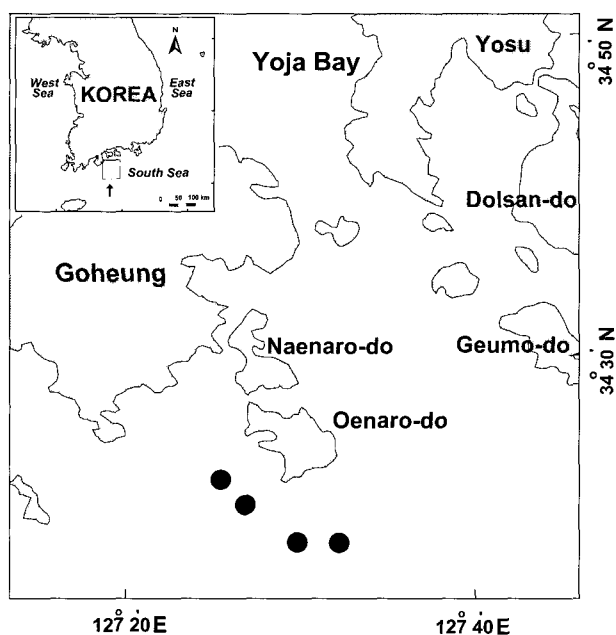 N
West
Sea
KOREA
East
Sea
South Sea
0 50 100 km
Yoja Bay
Yosu
34° 50' N
Dolsan-do
Goheung
Naenaro-do
Geumo-do
34° 30' N
Oenaro-do
127° 20' E
127° 40' E